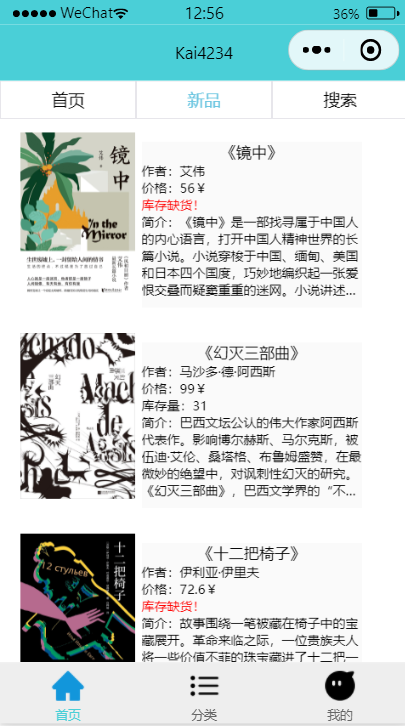 WeChat 12:56 36%
Kai4234
首页 新品 搜索
镜中
艾伟
In the Mirror
《镜中》
作者：艾伟
价格：56￥
库存缺货！
简介：《镜中》是一部找寻属于中国人
的内心语言，打开中国人精神世界的长
篇小说。小说穿梭于中国、缅甸、美国
和日本四个国度，巧妙地编织起一张爱
恨交叠而疑窦重重的迷网。小说讲述...
幻灭三部曲
Machado
de
Assis
《幻灭三部曲》
作者：马沙多·德·阿西斯
价格：99￥
库存量：31
简介：巴西文坛公认的伟大作家阿西斯
代表作。影响博尔赫斯、马尔克斯，被
伍迪·艾伦、桑塔格、布鲁姆盛赞，在最
微妙的绝望中，对讽刺性幻灭的研究。
《幻灭三部曲》，巴西文学界的“不...
十二把椅子
12 стульев
《十二把椅子》
作者：伊利亚·伊里夫
价格：72.6￥
库存缺货！
简介：故事围绕一笔被藏在椅子中的宝
藏展开。革命来临之际，一位贵族夫人
将一些价值不菲的珠宝藏进了十二把一
首页 分类 我的